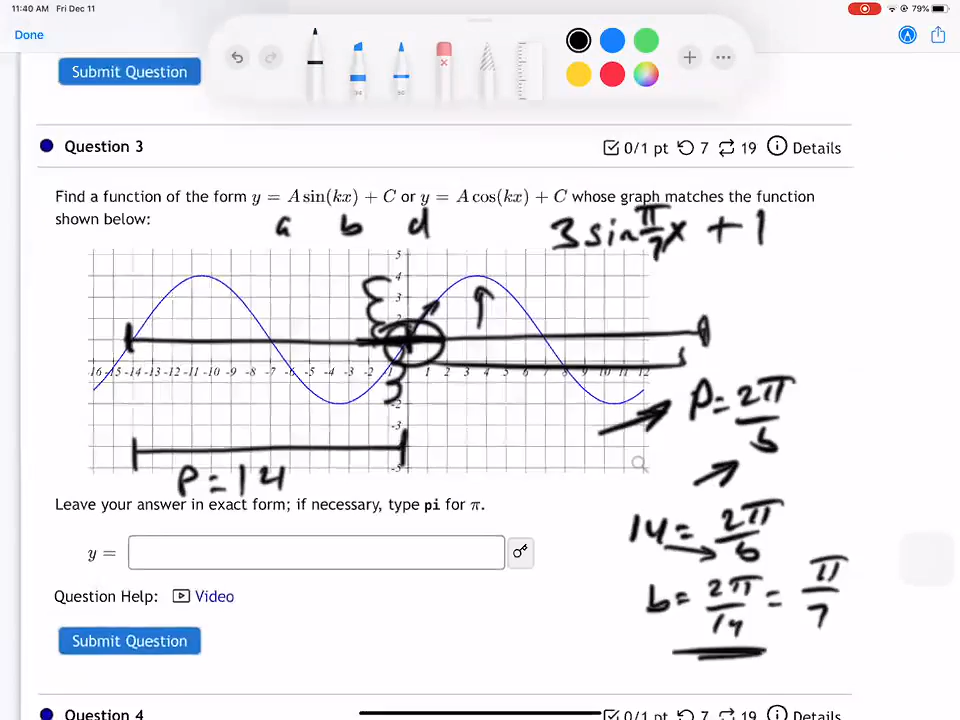 11:40 AM Fri Dec 11
79%
Done
Submit Question
Question 3
0/1 pt 7 19 Details
Find a function of the form y = A sin(kx) + C or y = A cos(kx) + C whose graph matches the function
shown below:
a b d
3 sin π/7 x + 1
5
4
3
2
-16 -15 -14 -13 -12 -11 -10 -9 -8 -7 -6 -5 -4 -3 -2 -1 1 2 3 4 5 6 7 8 9 10 11 12
-2
-3
-5
P = 2π/b
P = 14
14 = 2π/b
b = 2π/14 = π/7
Leave your answer in exact form; if necessary, type pi for π.
y =
Question Help: Video
Submit Question
Question 4
0/1 pt 7 19 Details